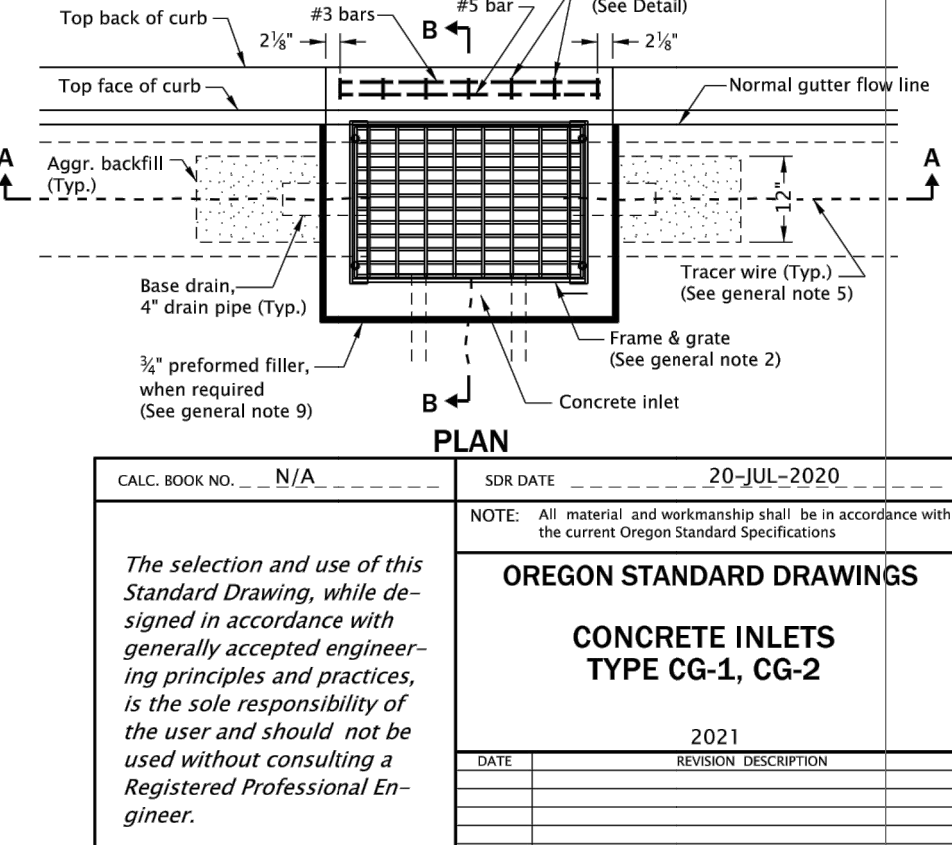 #5 bar
(See Detail)
#3 bars
Top back of curb
B
2⅛"
2⅛"
Top face of curb
Normal gutter flow line
A
A
Aggr. backfill
(Typ.)
12"
Tracer wire (Typ.)
(See general note 5)
Base drain,
4" drain pipe (Typ.)
Frame & grate
(See general note 2)
¾" preformed filler,
when required
(See general note 9)
B
Concrete inlet
PLAN
CALC. BOOK NO. N/A
SDR DATE 20-JUL-2020
NOTE: All material and workmanship shall be in accordance with
the current Oregon Standard Specifications
The selection and use of this
Standard Drawing, while de-
signed in accordance with
generally accepted engineer-
ing principles and practices,
is the sole responsibility of
the user and should not be
used without consulting a
Registered Professional En-
gineer.
OREGON STANDARD DRAWINGS
CONCRETE INLETS
TYPE CG-1, CG-2
2021
DATE
REVISION DESCRIPTION